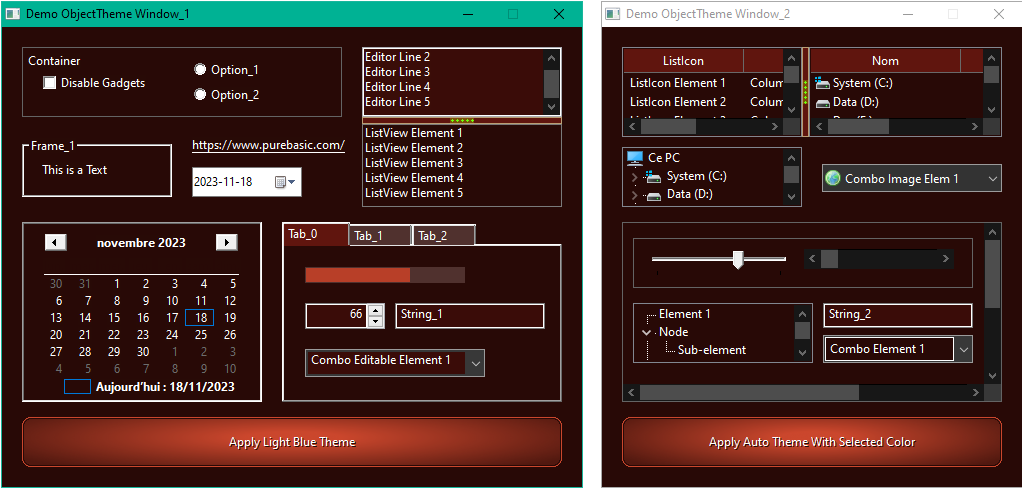 Demo ObjectTheme Window_1
Container
Disable Gadgets
Option_1
Option_2
Editor Line 2
Editor Line 3
Editor Line 4
Editor Line 5
ListView Element 1
ListView Element 2
ListView Element 3
ListView Element 4
ListView Element 5
Frame_1
This is a Text
https://www.purebasic.com/
2023-11-18
novembre 2023
30 31 1 2 3 4 5
6 7 8 9 10 11 12
13 14 15 16 17 18 19
20 21 22 23 24 25 26
27 28 29 30 1 2 3
4 5 6 7 8 9 10
Aujourd'hui : 18/11/2023
Tab_0 Tab_1 Tab_2
66 String_1
Combo Editable Element 1
Apply Light Blue Theme
Demo ObjectTheme Window_2
ListIcon
ListIcon Element 1 Colum
ListIcon Element 2 Colum
Nom
System (C:)
Data (D:)
Ce PC
System (C:)
Data (D:)
Combo Image Elem 1
Element 1
Node
Sub-element
String_2
Combo Element 1
Apply Auto Theme With Selected Color